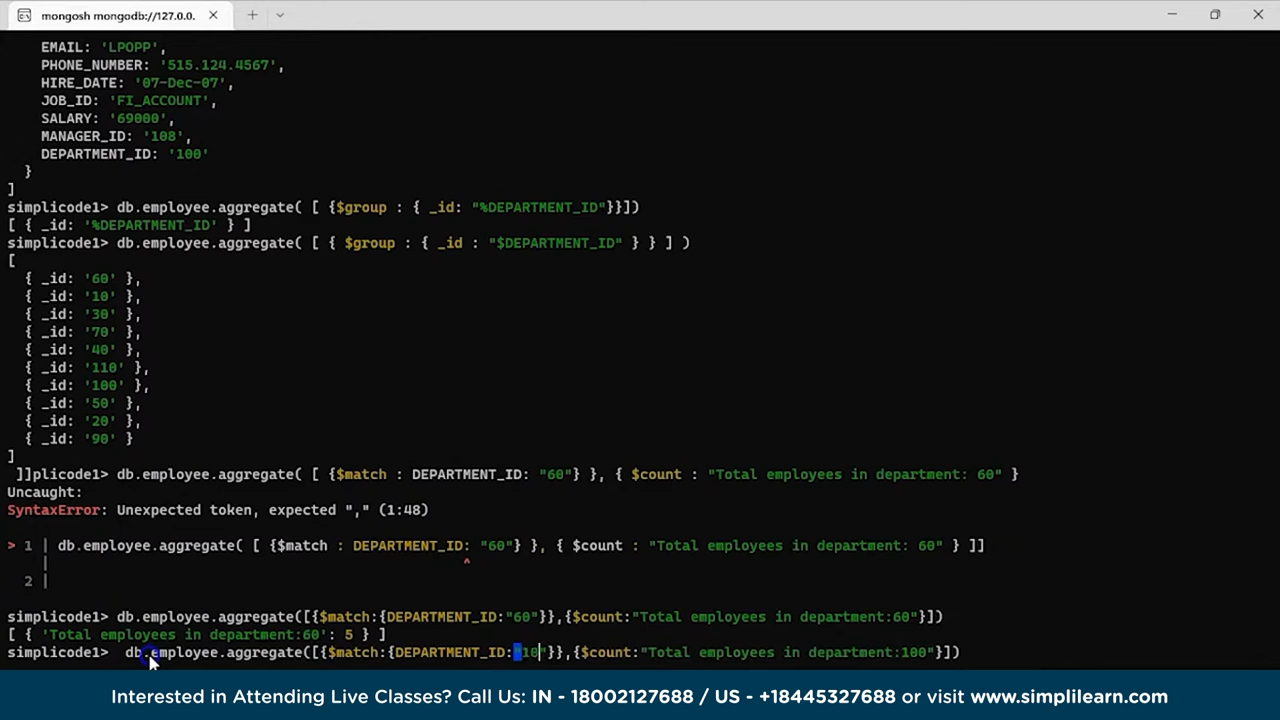 mongosh mongodb://127.0.0.
EMAIL: 'LPOPP',
PHONE_NUMBER: '515.124.4567',
HIRE_DATE: '07-Dec-07',
JOB_ID: 'FI_ACCOUNT',
SALARY: '69000',
MANAGER_ID: '108',
DEPARTMENT_ID: '100'
}
]
simplicode1> db.employee.aggregate( [ {$group : { _id: "%DEPARTMENT_ID"}}])
[ { _id: '%DEPARTMENT_ID' } ]
simplicode1> db.employee.aggregate( [ { $group : { _id : "$DEPARTMENT_ID" } } ] )
[
{ _id: '60' },
{ _id: '10' },
{ _id: '30' },
{ _id: '70' },
{ _id: '40' },
{ _id: '110' },
{ _id: '100' },
{ _id: '50' },
{ _id: '20' },
{ _id: '90' }
]
]]plicode1> db.employee.aggregate( [ {$match : DEPARTMENT_ID: "60"} }, { $count : "Total employees in department: 60" }
Uncaught:
SyntaxError: Unexpected token, expected "," (1:48)
> 1 | db.employee.aggregate( [ {$match : DEPARTMENT_ID: "60"} }, { $count : "Total employees in department: 60" } ]]
| ^
2 |
simplicode1> db.employee.aggregate([{$match:{DEPARTMENT_ID:"60"}},{$count:"Total employees in department:60"}])
[ { 'Total employees in department:60': 5 } ]
simplicode1> db.employee.aggregate([{$match:{DEPARTMENT_ID:"10"}},{$count:"Total employees in department:100"}])
Interested in Attending Live Classes? Call Us: IN - 18002127688 / US - +18445327688 or visit www.simplilearn.com